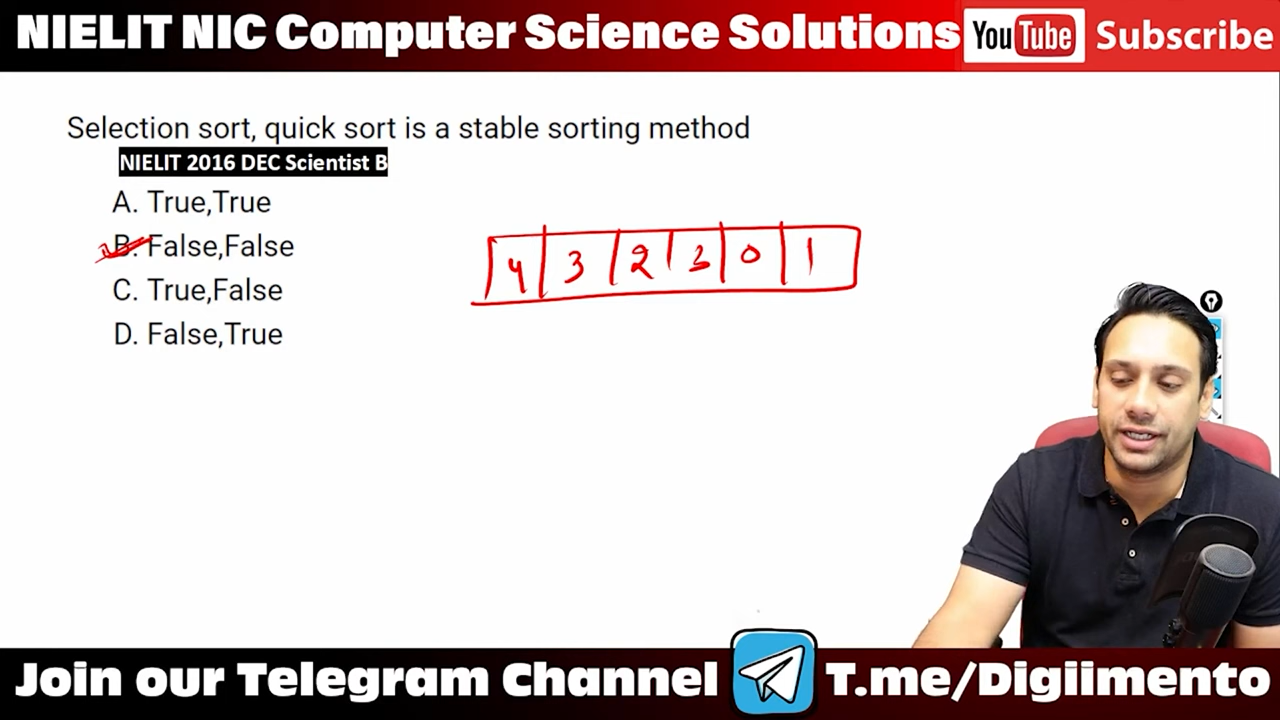 NIELIT NIC Computer Science Solutions YouTube Subscribe
Selection sort, quick sort is a stable sorting method
NIELIT 2016 DEC Scientist B
A. True,True
B. False,False
C. True,False
D. False,True
4 3 2 3 0 1
Join our Telegram Channel T.me/Digiimento